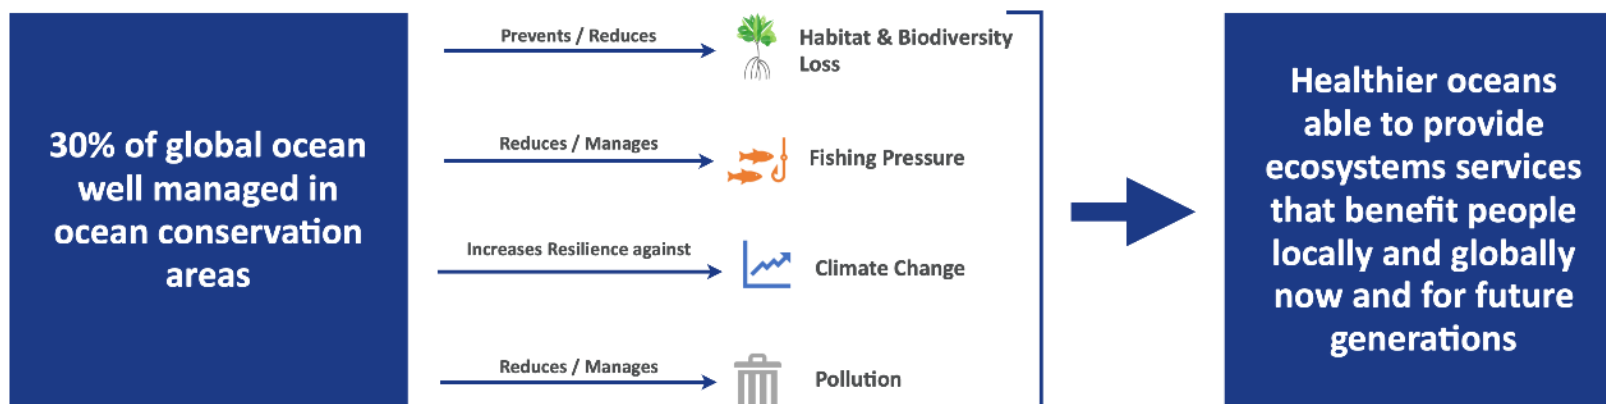 30% of global ocean
well managed in
ocean conservation
areas
Prevents / Reduces
Habitat & Biodiversity
Loss
Reduces / Manages
Fishing Pressure
Increases Resilience against
Climate Change
Reduces / Manages
Pollution
Healthier oceans
able to provide
ecosystems services
that benefit people
locally and globally
now and for future
generations